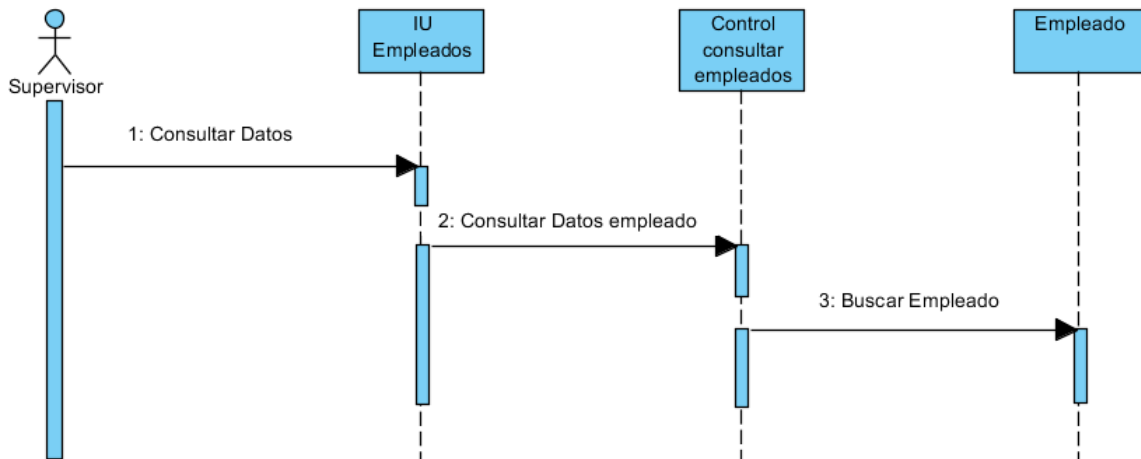 IU
Empleados
Control
consultar
empleados
Empleado
Supervisor
1: Consultar Datos
2: Consultar Datos empleado
3: Buscar Empleado